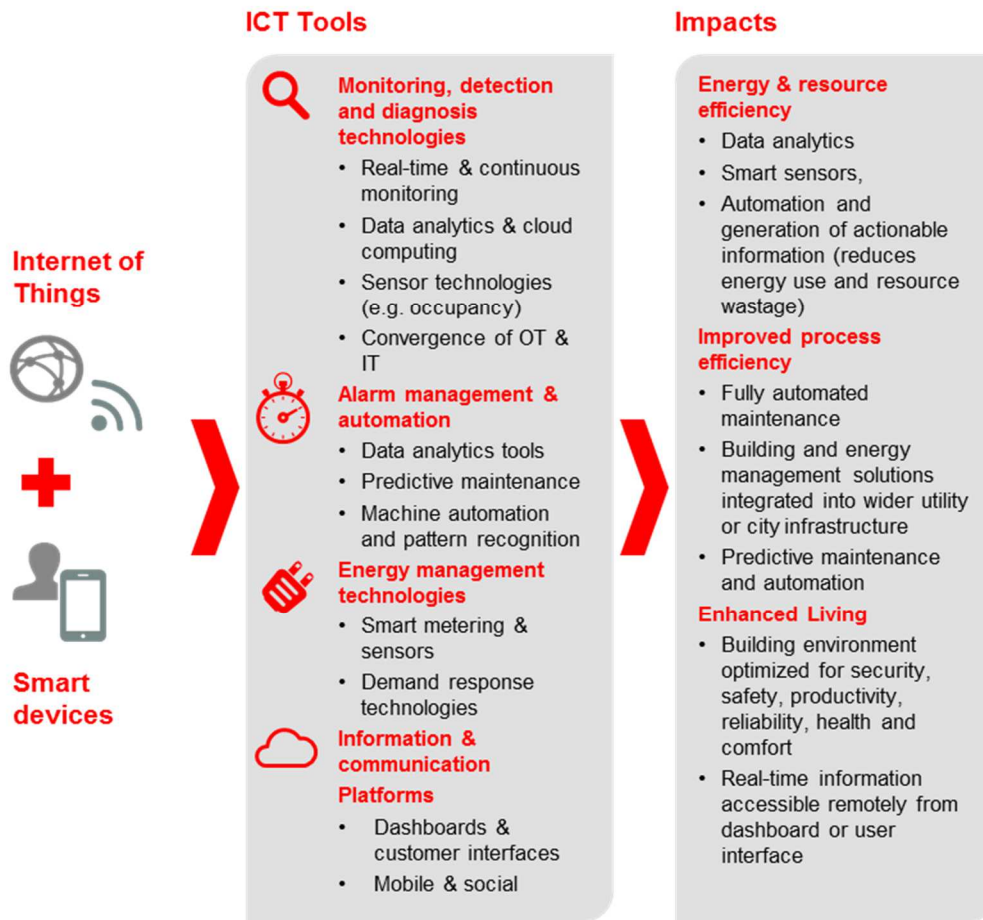 Internet of
Things
Smart
devices
ICT Tools
Monitoring, detection
and diagnosis
technologies
• Real-time & continuous
monitoring
• Data analytics & cloud
computing
• Sensor technologies
(e.g. occupancy)
• Convergence of OT &
IT
Alarm management &
automation
• Data analytics tools
• Predictive maintenance
• Machine automation
and pattern recognition
Energy management
technologies
• Smart metering &
sensors
• Demand response
technologies
Information &
communication
Platforms
• Dashboards &
customer interfaces
• Mobile & social
Impacts
Energy & resource
efficiency
• Data analytics
• Smart sensors,
• Automation and
generation of actionable
information (reduces
energy use and resource
wastage)
Improved process
efficiency
• Fully automated
maintenance
• Building and energy
management solutions
integrated into wider utility
or city infrastructure
• Predictive maintenance
and automation
Enhanced Living
• Building environment
optimized for security,
safety, productivity,
reliability, health and
comfort
• Real-time information
accessible remotely from
dashboard or user
interface